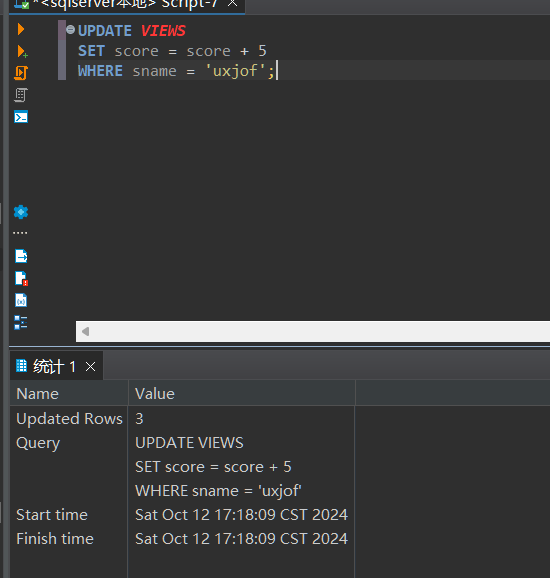 *<sqlserver本地> Script-7
UPDATE VIEWS
SET score = score + 5
WHERE sname = 'uxjof';
统计 1
Name Value
Updated Rows 3
Query UPDATE VIEWS
SET score = score + 5
WHERE sname = 'uxjof'
Start time Sat Oct 12 17:18:09 CST 2024
Finish time Sat Oct 12 17:18:09 CST 2024